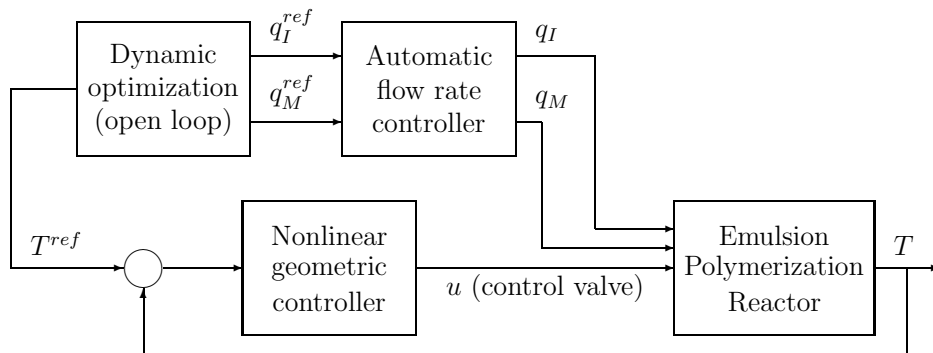 Dynamic
optimization
(open loop)
q_I^{ref}
q_M^{ref}
Automatic
flow rate
controller
q_I
q_M
T^{ref}
Nonlinear
geometric
controller
u (control valve)
Emulsion
Polymerization
Reactor
T